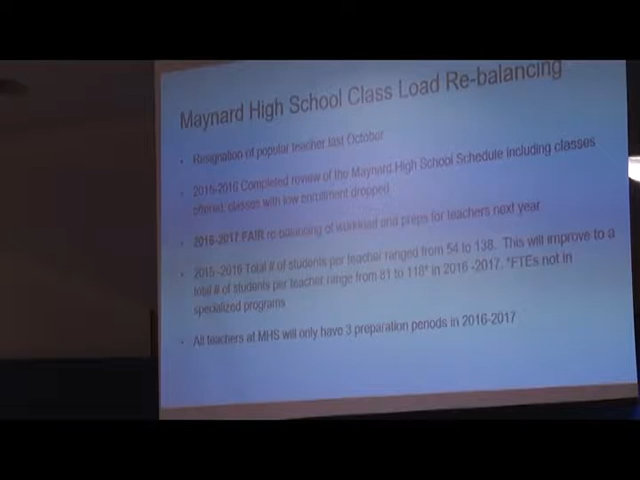 Maynard High School Class Load Re-balancing
• Resignation of popular teacher last October
• 2015-2016 Completed review of the Maynard High School Schedule including classes
offered; classes with low enrollment dropped
• 2016-2017 FAIR re-balancing of workload and preps for teachers next year
• 2015-2016 Total # of students per teacher ranged from 54 to 138. This will improve to a
total # of students per teacher range from 81 to 118* in 2016 -2017. *FTEs not in
specialized programs
• All teachers at MHS will only have 3 preparation periods in 2016-2017